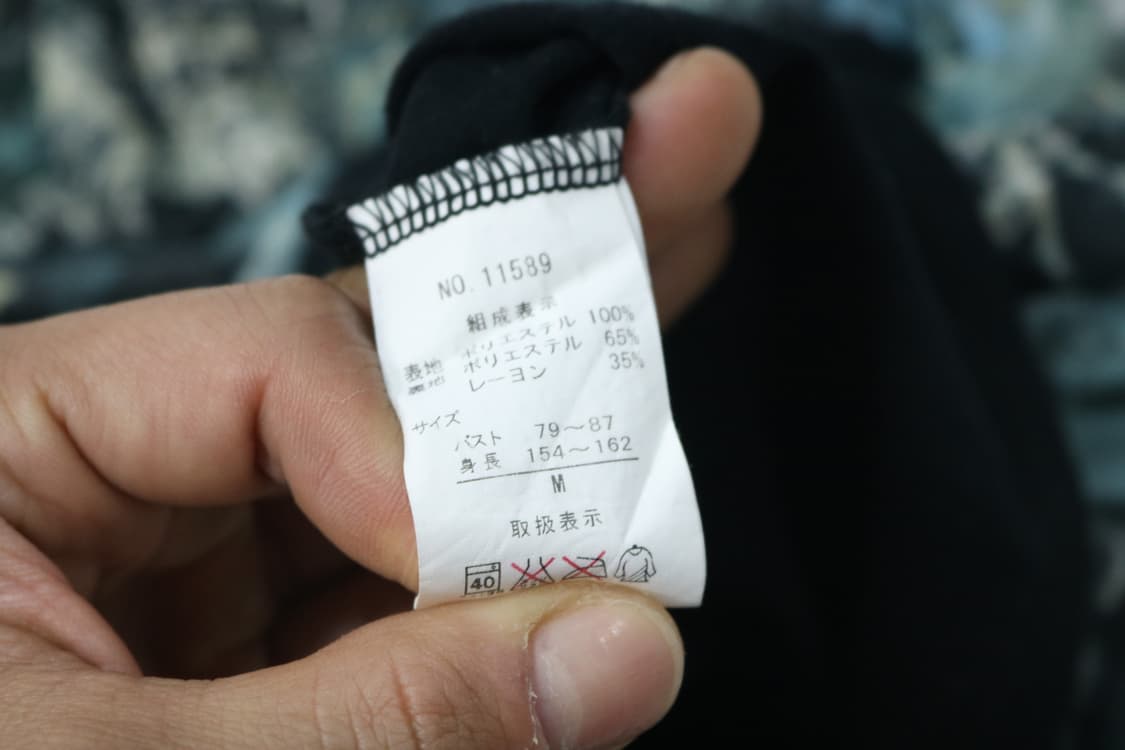 NO. 11589
組成表示
表地 ポリエステル 100%
裏地 ポリエステル 65%
レーヨン 35%
サイズ
バスト 79～87
身長 154～162
M
取扱表示
40